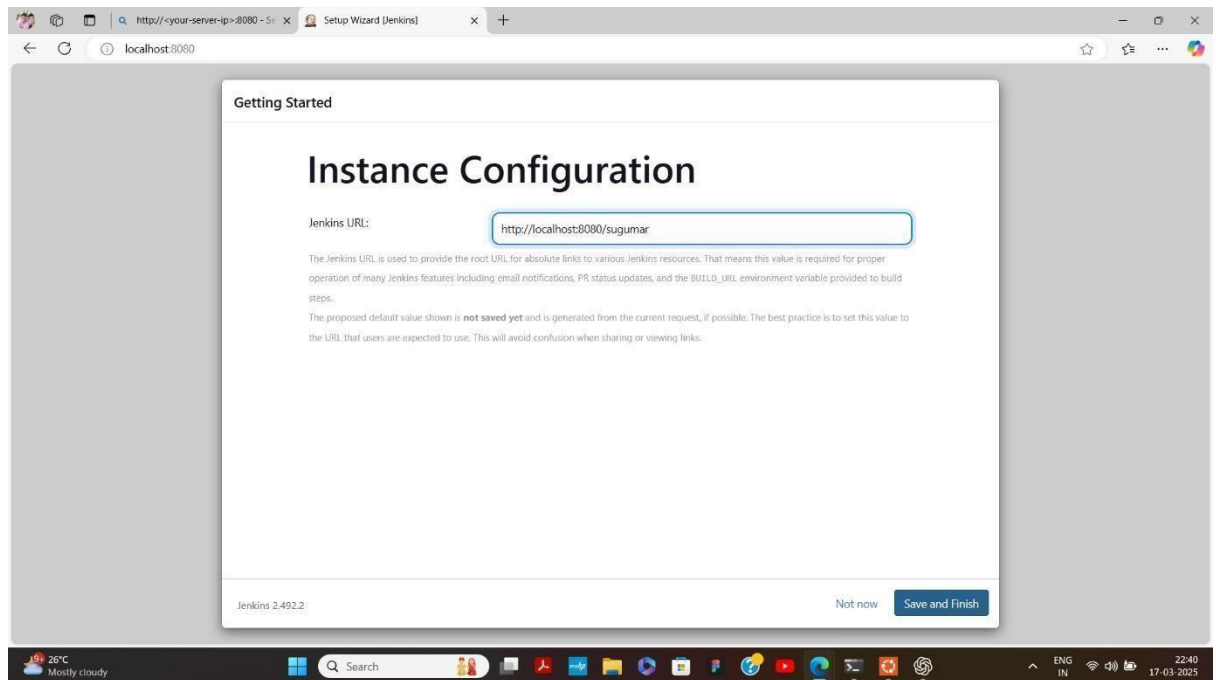 http://<your-server-ip>:8080 - Se
Setup Wizard [Jenkins]
localhost:8080
Getting Started
Instance Configuration
Jenkins URL:
http://localhost:8080/sugumar
The Jenkins URL is used to provide the root URL for absolute links to various Jenkins resources. That means this value is required for proper
operation of many Jenkins features including email notifications, PR status updates, and the BUILD_URL environment variable provided to build
steps.
The proposed default value shown is not saved yet and is generated from the current request, if possible. The best practice is to set this value to
the URL that users are expected to use. This will avoid confusion when sharing or viewing links.
Jenkins 2.492.2
Not now
Save and Finish
26°C
Mostly cloudy
Search
ENG
IN
22:40
17-03-2025